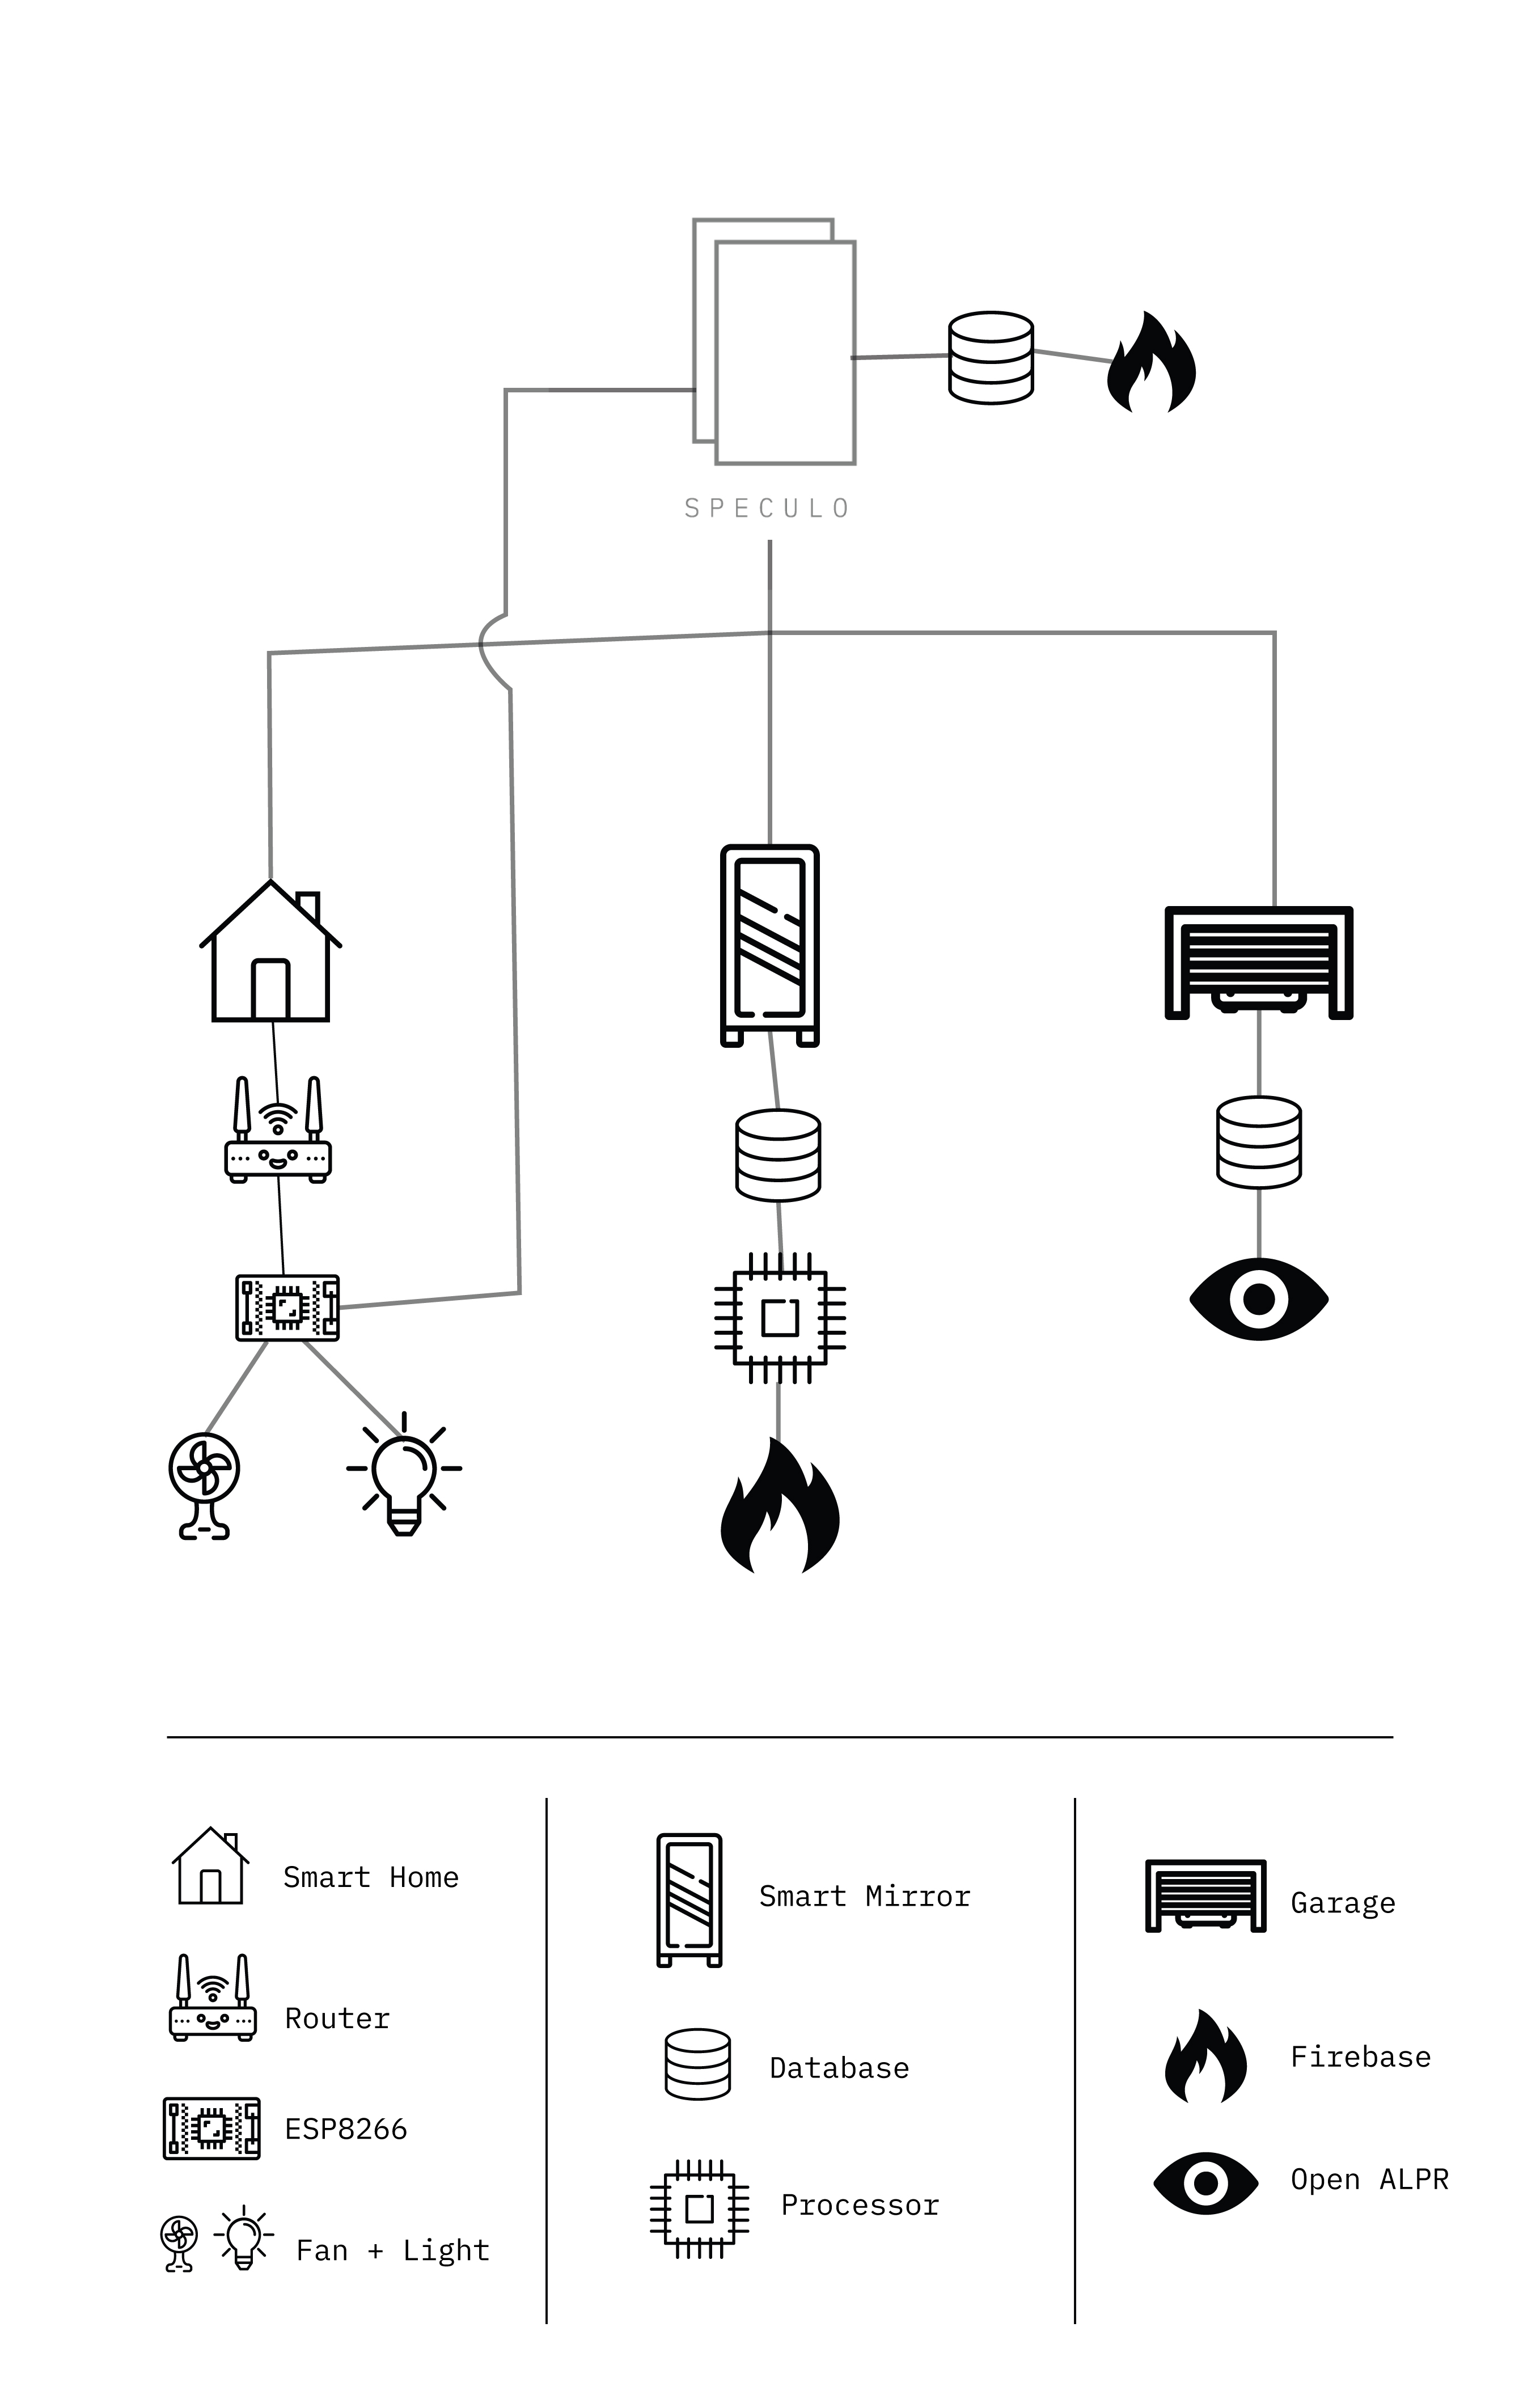 SPECULO
Smart Home
Router
ESP8266
Fan + Light
Smart Mirror
Database
Processor
Garage
Firebase
Open ALPR